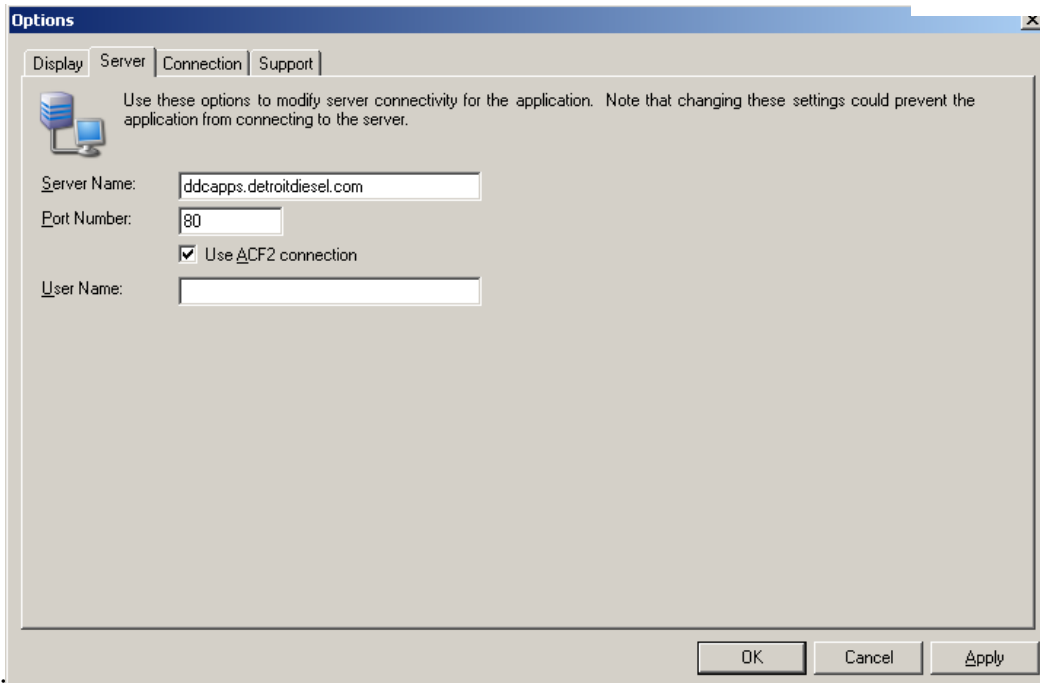 Options
Display Server Connection Support
Use these options to modify server connectivity for the application. Note that changing these settings could prevent the
application from connecting to the server.
Server Name: ddcapps.detroitdiesel.com
Port Number: 80
Use ACF2 connection
User Name:
OK Cancel Apply
.